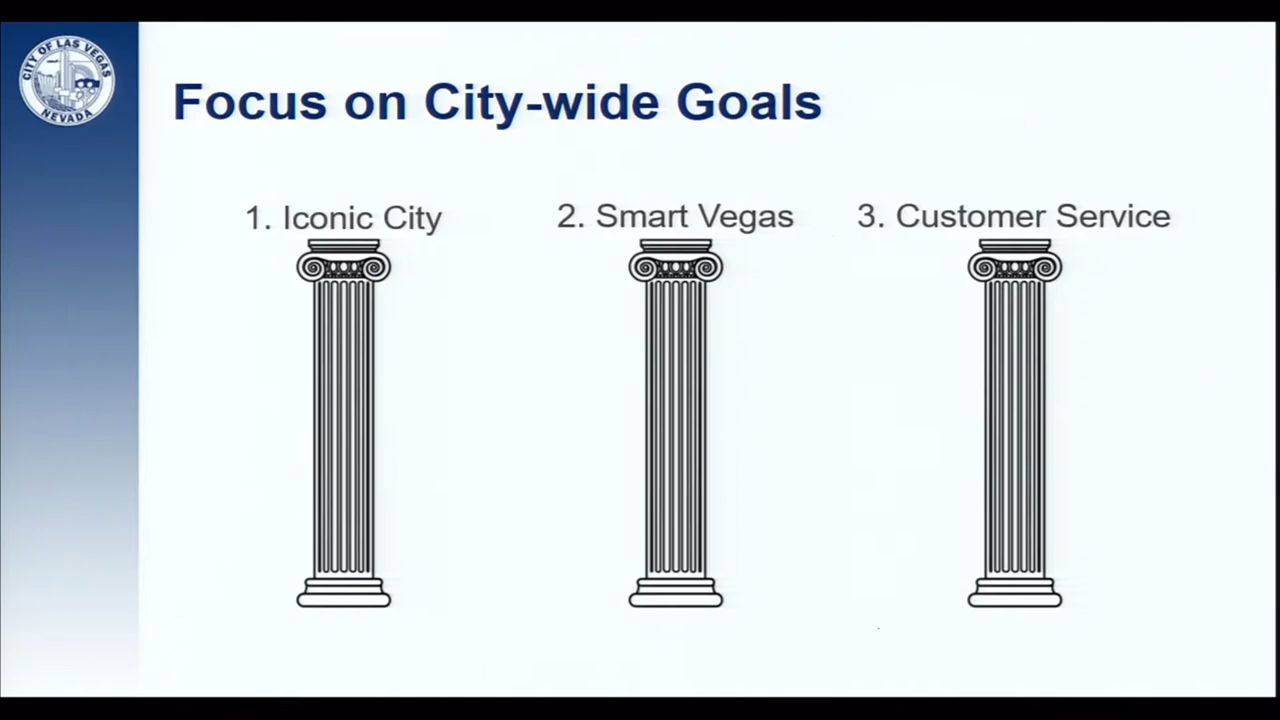 CITY OF LAS VEGAS
NEVADA
Focus on City-wide Goals
1. Iconic City
2. Smart Vegas
3. Customer Service